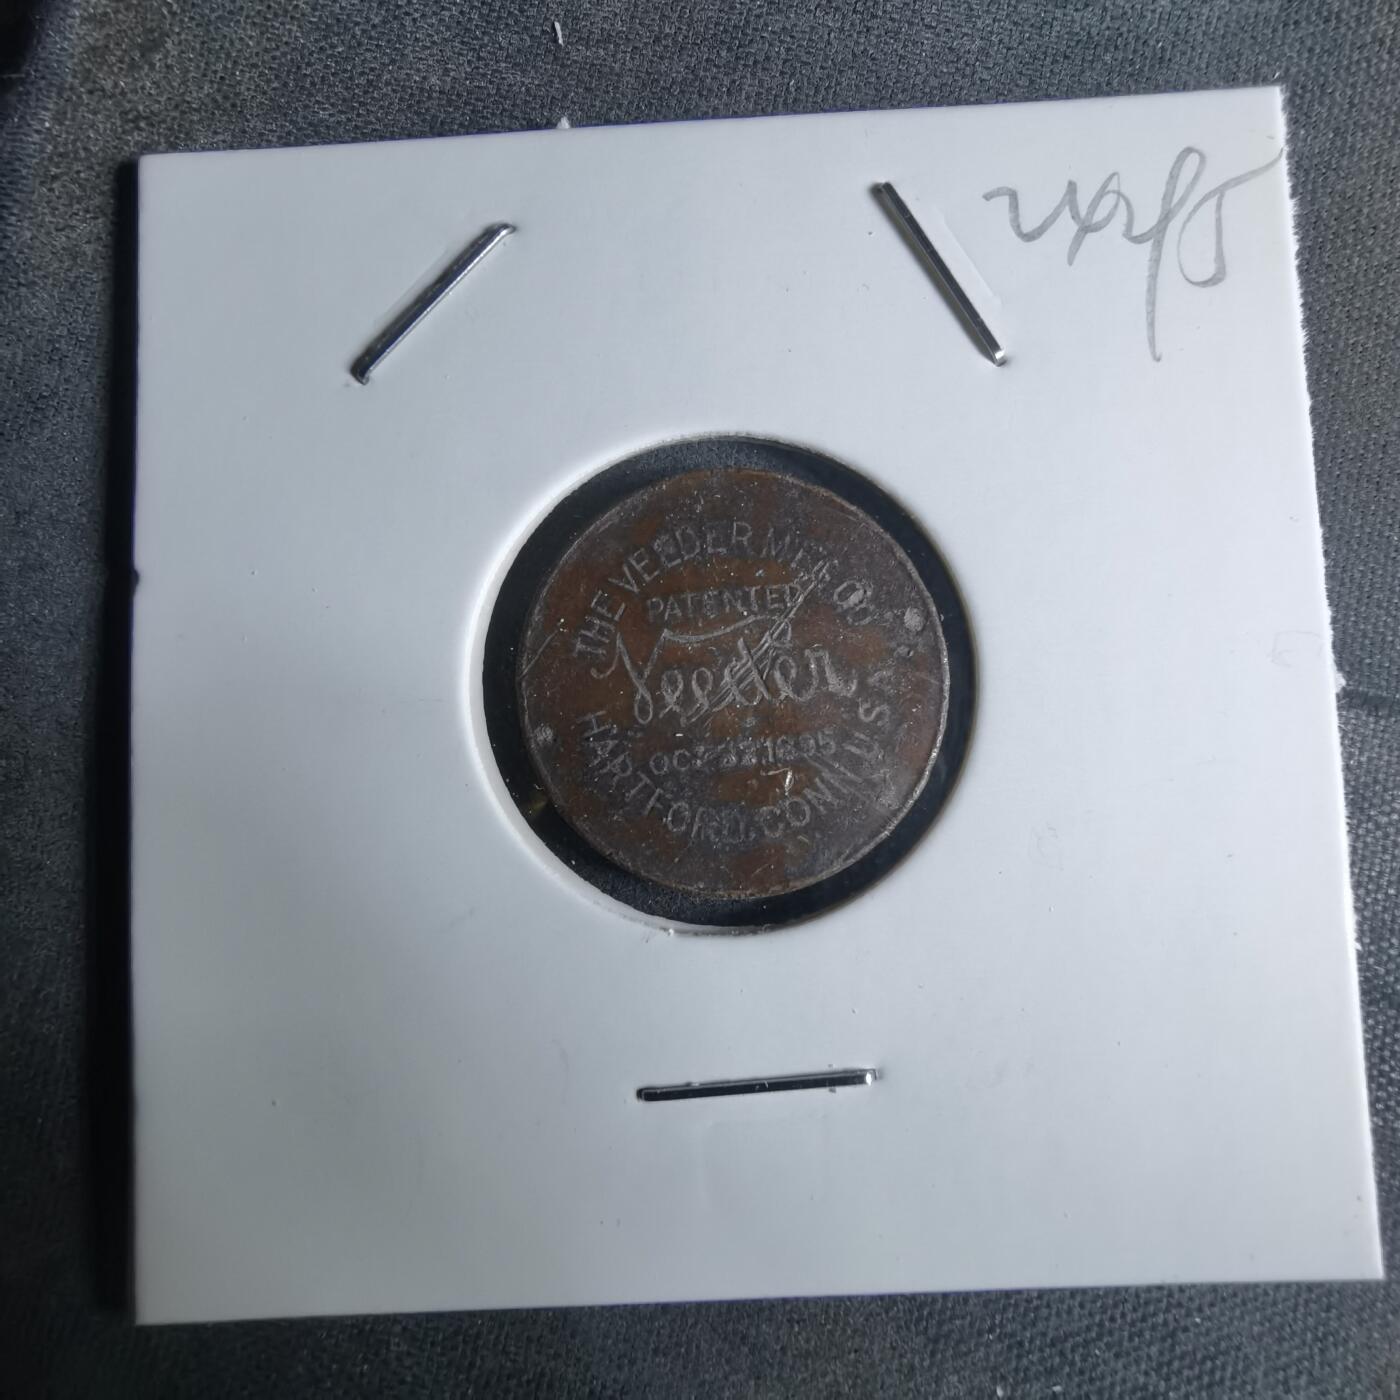 THE VEEDER MFG CO
PATENTED
Veeder
OCT 22 1895
HARTFORD. CONN. U.S.A.